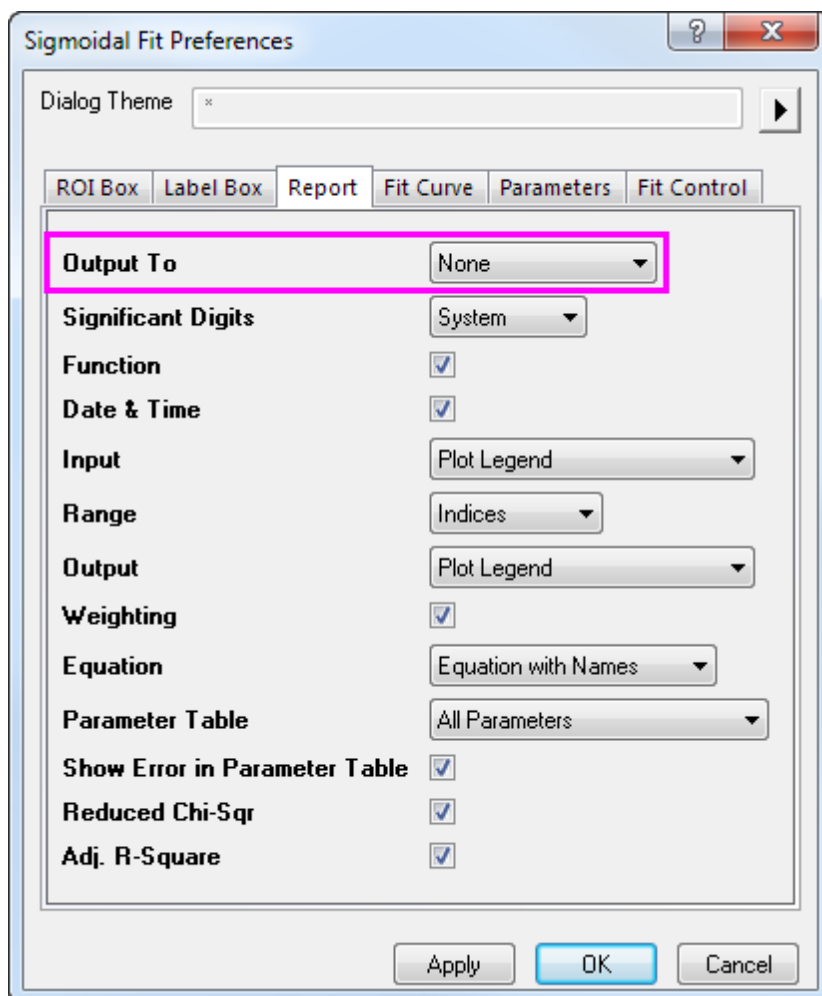 Sigmoidal Fit Preferences
Dialog Theme *
ROI Box Label Box Report Fit Curve Parameters Fit Control
Output To None
Significant Digits System
Function
Date & Time
Input Plot Legend
Range Indices
Output Plot Legend
Weighting
Equation Equation with Names
Parameter Table All Parameters
Show Error in Parameter Table
Reduced Chi-Sqr
Adj. R-Square
Apply OK Cancel